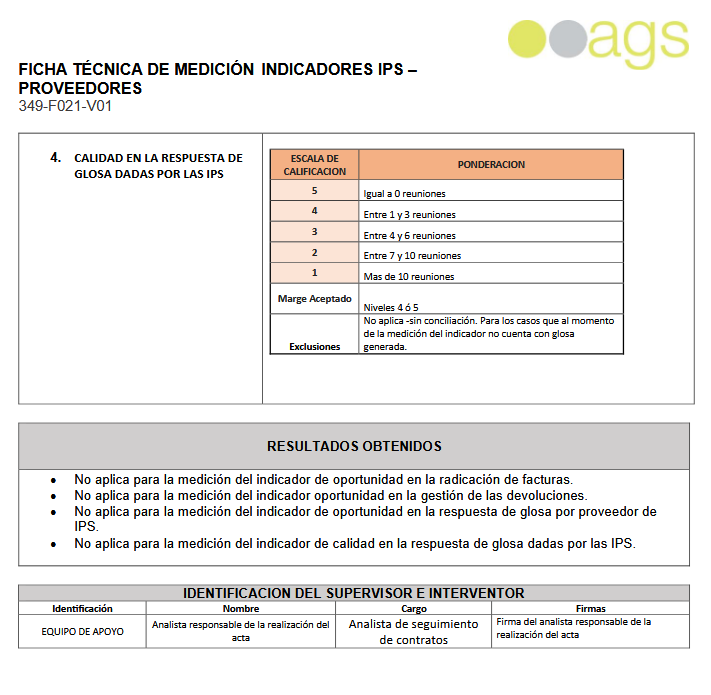 ags
FICHA TÉCNICA DE MEDICIÓN INDICADORES IPS –
PROVEEDORES
349-F021-V01
4. CALIDAD EN LA RESPUESTA DE
GLOSA DADAS POR LAS IPS
ESCALA DE
CALIFICACION
PONDERACION
5 Igual a 0 reuniones
4 Entre 1 y 3 reuniones
3 Entre 4 y 6 reuniones
2 Entre 7 y 10 reuniones
1 Mas de 10 reuniones
Marge Aceptado Niveles 4 ó 5
Exclusiones
No aplica -sin conciliación. Para los casos que al momento
de la medición del indicador no cuenta con glosa
generada.
RESULTADOS OBTENIDOS
• No aplica para la medición del indicador de oportunidad en la radicación de facturas.
• No aplica para la medición del indicador oportunidad en la gestión de las devoluciones.
• No aplica para la medición del indicador de oportunidad en la respuesta de glosa por proveedor de
IPS.
• No aplica para la medición del indicador de calidad en la respuesta de glosa dadas por las IPS.
IDENTIFICACION DEL SUPERVISOR E INTERVENTOR
Identificación Nombre Cargo Firmas
EQUIPO DE APOYO
Analista responsable de la realización del
acta
Analista de seguimiento
de contratos
Firma del analista responsable de la
realización del acta